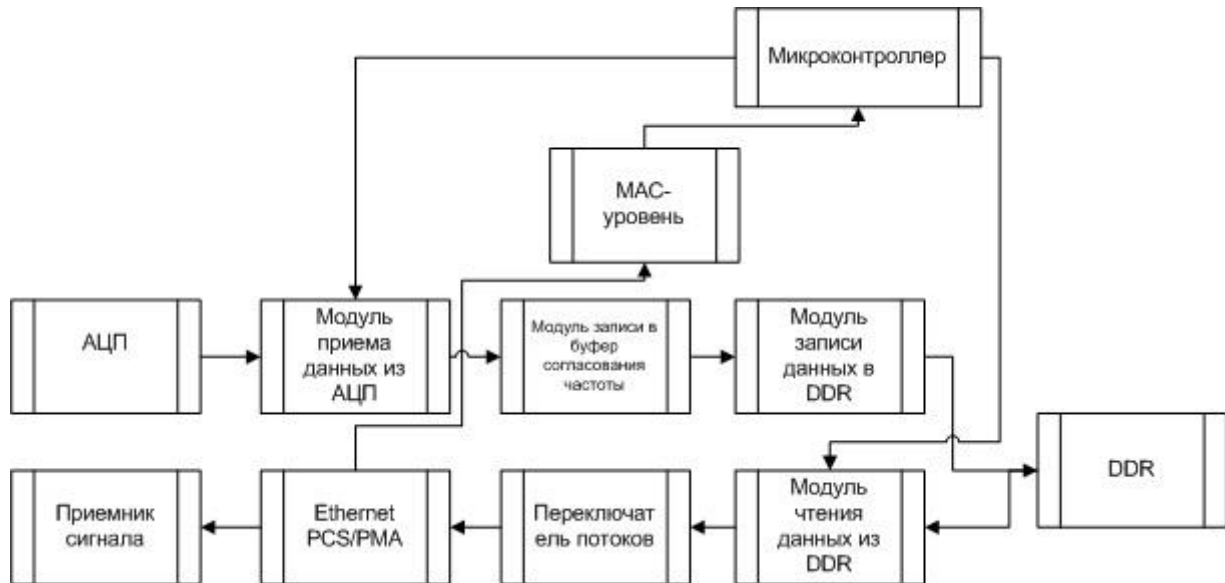 Микроконтроллер
MAC-
уровень
АЦП
Модуль
приема
данных из
АЦП
Модуль записи в
буфер
согласования
частоты
Модуль
записи
данных в
DDR
Приемник
сигнала
Ethernet
PCS/PMA
Переключат
ель потоков
Модуль
чтения
данных из
DDR
DDR